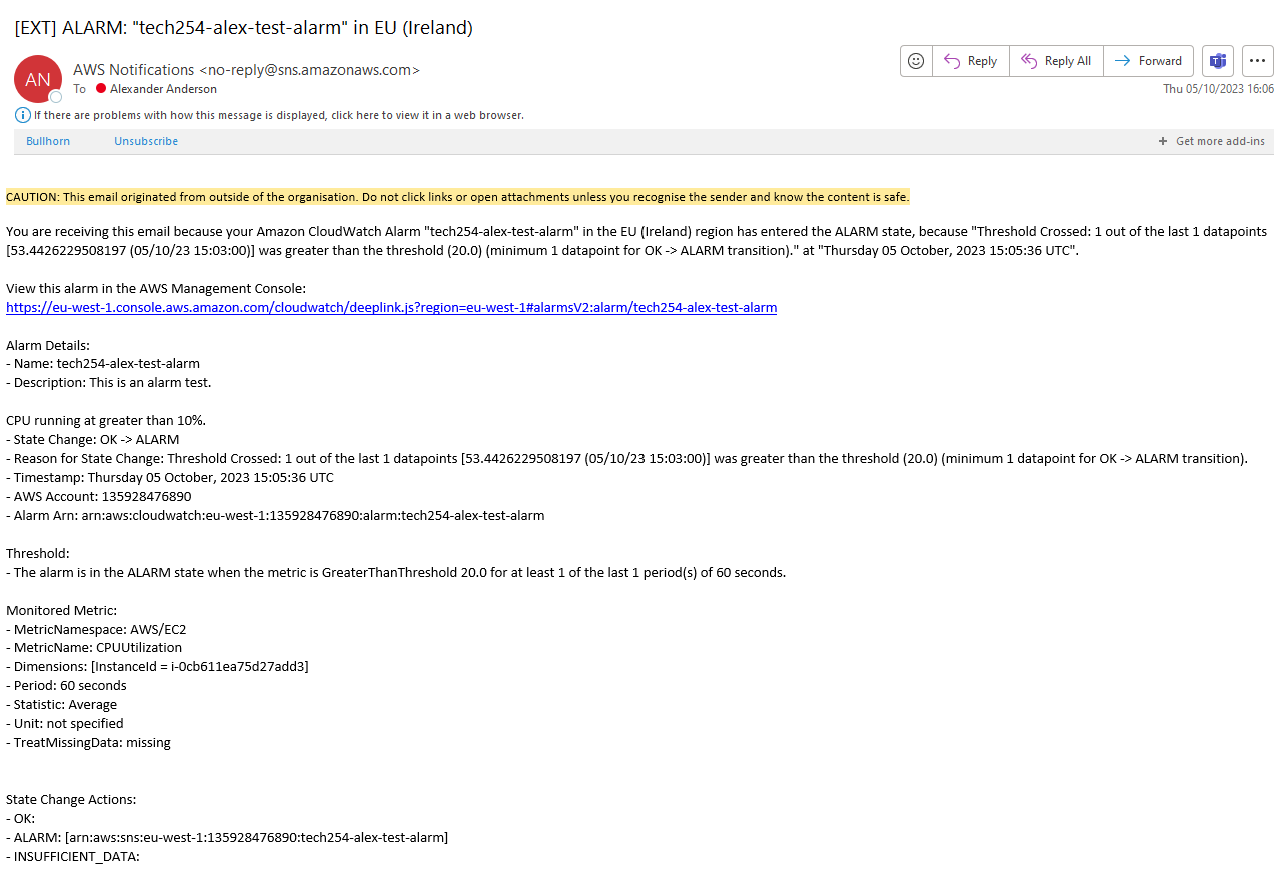 [EXT] ALARM: "tech254-alex-test-alarm" in EU (Ireland)
AN
AWS Notifications <no-reply@sns.amazonaws.com>
To Alexander Anderson
Reply
Reply All
Forward
Thu 05/10/2023 16:06
If there are problems with how this message is displayed, click here to view it in a web browser.
Bullhorn
Unsubscribe
+ Get more add-ins
CAUTION: This email originated from outside of the organisation. Do not click links or open attachments unless you recognise the sender and know the content is safe.
You are receiving this email because your Amazon CloudWatch Alarm "tech254-alex-test-alarm" in the EU (Ireland) region has entered the ALARM state, because "Threshold Crossed: 1 out of the last 1 datapoints
[53.4426229508197 (05/10/23 15:03:00)] was greater than the threshold (20.0) (minimum 1 datapoint for OK -> ALARM transition)." at "Thursday 05 October, 2023 15:05:36 UTC".
View this alarm in the AWS Management Console:
https://eu-west-1.console.aws.amazon.com/cloudwatch/deeplink.js?region=eu-west-1#alarmsV2:alarm/tech254-alex-test-alarm
Alarm Details:
- Name: tech254-alex-test-alarm
- Description: This is an alarm test.
CPU running at greater than 10%.
- State Change: OK -> ALARM
- Reason for State Change: Threshold Crossed: 1 out of the last 1 datapoints [53.4426229508197 (05/10/23 15:03:00)] was greater than the threshold (20.0) (minimum 1 datapoint for OK -> ALARM transition).
- Timestamp: Thursday 05 October, 2023 15:05:36 UTC
- AWS Account: 135928476890
- Alarm Arn: arn:aws:cloudwatch:eu-west-1:135928476890:alarm:tech254-alex-test-alarm
Threshold:
- The alarm is in the ALARM state when the metric is GreaterThanThreshold 20.0 for at least 1 of the last 1 period(s) of 60 seconds.
Monitored Metric:
- MetricNamespace: AWS/EC2
- MetricName: CPUUtilization
- Dimensions: [InstanceId = i-0cb611ea75d27add3]
- Period: 60 seconds
- Statistic: Average
- Unit: not specified
- TreatMissingData: missing
State Change Actions:
- OK:
- ALARM: [arn:aws:sns:eu-west-1:135928476890:tech254-alex-test-alarm]
- INSUFFICIENT_DATA: